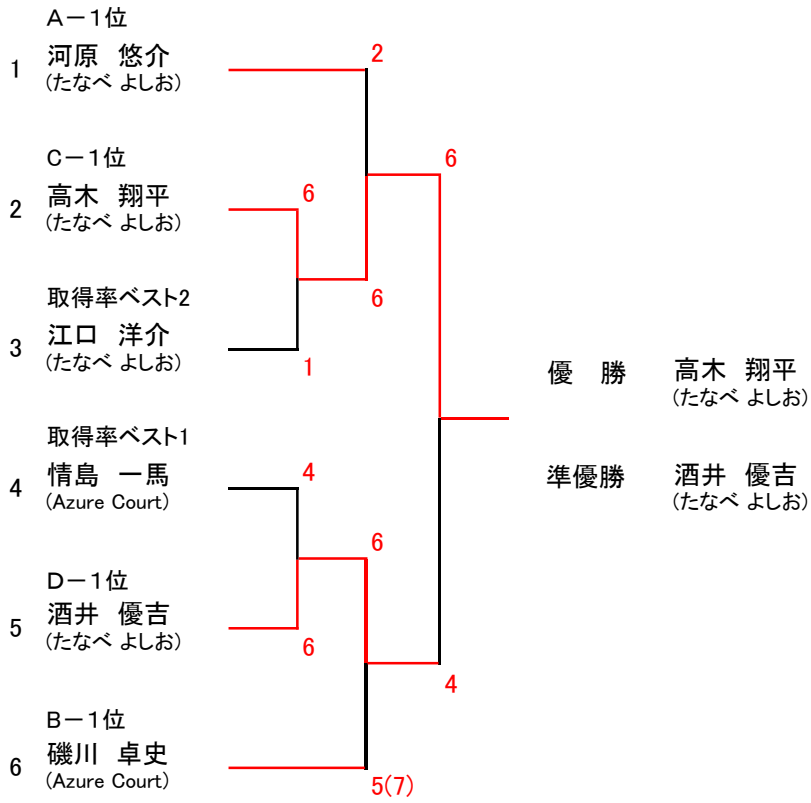 A－1位
1 河原 悠介
(たなべ よしお)
2
C－1位
6
2 高木 翔平
(たなべ よしお)
6
取得率ベスト2
6
3 江口 洋介
(たなべ よしお)
1
優 勝 高木 翔平
(たなべ よしお)
取得率ベスト1
4 情島 一馬
(Azure Court)
4
準優勝 酒井 優吉
(たなべ よしお)
6
D－1位
5 酒井 優吉
(たなべ よしお)
6
4
B－1位
6 磯川 卓史
(Azure Court)
5(7)